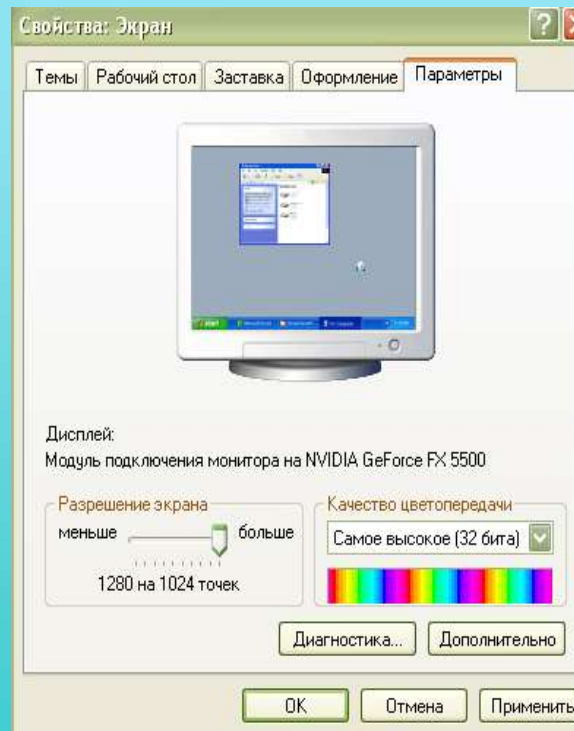 Свойства: Экран
Темы Рабочий стол Заставка Оформление Параметры
Дисплей:
Модуль подключения монитора на NVIDIA GeForce FX 5500
Разрешение экрана
меньше больше
1280 на 1024 точек
Качество цветопередачи
Самое высокое (32 бита)
Диагностика... Дополнительно
OK Отмена Применить